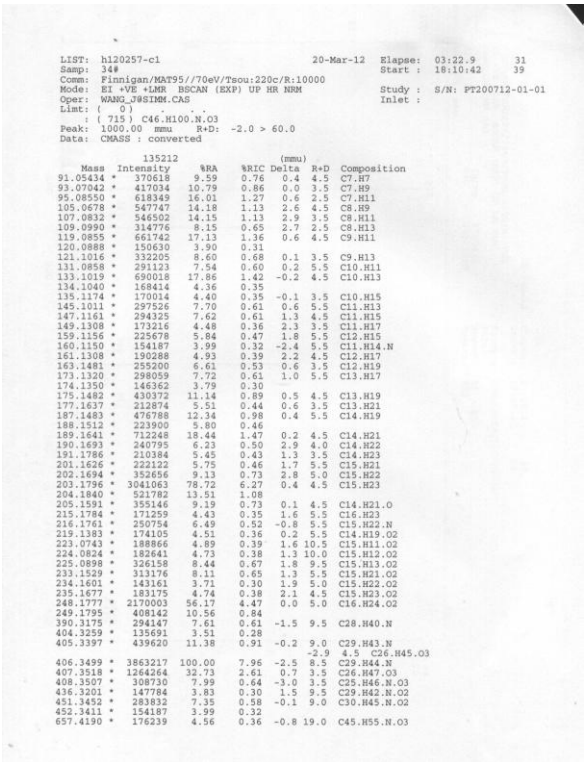 LIST: h120257-c1 20-Mar-12 Elapse: 03:22.9 31
Samp: 34# Start : 18:10:42 39
Comm: Finnigan/MAT95//70eV/Tsou:220c/R:10000
Mode: EI +VE +LMR BSCAN (EXP) UP HR NRM Study : S/N: PT200712-01-01
Oper: WANG_J@SIMM.CAS Inlet :
Limt: ( 0) . . .
: ( 715) C46.H100.N.O3
Peak: 1000.00 mmu R+D: -2.0 > 60.0
Data: CMASS : converted
135212 (mmu)
Mass Intensity %RA %RIC Delta R+D Composition
91.05434 * 370618 9.59 0.76 0.4 4.5 C7.H7
93.07042 * 417034 10.79 0.86 0.0 3.5 C7.H9
95.08550 * 618349 16.01 1.27 0.6 2.5 C7.H11
105.0678 * 547747 14.18 1.13 2.6 4.5 C8.H9
107.0832 * 546502 14.15 1.13 2.9 3.5 C8.H11
109.0990 * 314776 8.15 0.65 2.7 2.5 C8.H13
119.0855 * 661742 17.13 1.36 0.6 4.5 C9.H11
120.0888 * 150630 3.90 0.31
121.1016 * 332205 8.60 0.68 0.1 3.5 C9.H13
131.0858 * 291123 7.54 0.60 0.2 5.5 C10.H11
133.1019 * 690018 17.86 1.42 -0.2 4.5 C10.H13
134.1040 * 168414 4.36 0.35
135.1174 * 170014 4.40 0.35 -0.1 3.5 C10.H15
145.1011 * 297526 7.70 0.61 0.6 5.5 C11.H13
147.1161 * 294325 7.62 0.61 1.3 4.5 C11.H15
149.1308 * 173216 4.48 0.36 2.3 3.5 C11.H17
159.1156 * 225678 5.84 0.47 1.8 5.5 C12.H15
160.1150 * 154187 3.99 0.32 -2.4 5.5 C11.H14.N
161.1308 * 190288 4.93 0.39 2.2 4.5 C12.H17
163.1481 * 255200 6.61 0.53 0.6 3.5 C12.H19
173.1320 * 298059 7.72 0.61 1.0 5.5 C13.H17
174.1350 * 146362 3.79 0.30
175.1482 * 430372 11.14 0.89 0.5 4.5 C13.H19
177.1637 * 212874 5.51 0.44 0.6 3.5 C13.H21
187.1483 * 476788 12.34 0.98 0.4 5.5 C14.H19
188.1512 * 223900 5.80 0.46
189.1641 * 712248 18.44 1.47 0.2 4.5 C14.H21
190.1693 * 240795 6.23 0.50 2.9 4.0 C14.H22
191.1786 * 210384 5.45 0.43 1.3 3.5 C14.H23
201.1626 * 222122 5.75 0.46 1.7 5.5 C15.H21
202.1694 * 352656 9.13 0.73 2.8 5.0 C15.H22
203.1796 * 3041063 78.72 6.27 0.4 4.5 C15.H23
204.1840 * 521782 13.51 1.08
205.1591 * 355146 9.19 0.73 0.1 4.5 C14.H21.O
215.1784 * 171259 4.43 0.35 1.6 5.5 C16.H23
216.1761 * 250754 6.49 0.52 -0.8 5.5 C15.H22.N
219.1383 * 174105 4.51 0.36 0.2 5.5 C14.H19.O2
223.0743 * 188866 4.89 0.39 1.6 10.5 C15.H11.O2
224.0824 * 182641 4.73 0.38 1.3 10.0 C15.H12.O2
225.0898 * 326158 8.44 0.67 1.8 9.5 C15.H13.O2
233.1529 * 313176 8.11 0.65 1.3 5.5 C15.H21.O2
234.1601 * 143161 3.71 0.30 1.9 5.0 C15.H22.O2
235.1677 * 183175 4.74 0.38 2.1 4.5 C15.H23.O2
248.1777 * 2170003 56.17 4.47 0.0 5.0 C16.H24.O2
249.1795 * 408142 10.56 0.84
390.3175 * 294147 7.61 0.61 -1.5 9.5 C28.H40.N
404.3259 * 135691 3.51 0.28
405.3397 * 439620 11.38 0.91 -0.2 9.0 C29.H43.N
-2.9 4.5 C26.H45.O3
406.3499 * 3863217 100.00 7.96 -2.5 8.5 C29.H44.N
407.3518 * 1264264 32.73 2.61 0.7 3.5 C26.H47.O3
408.3507 * 308730 7.99 0.64 -3.0 3.5 C25.H46.N.O3
436.3201 * 147784 3.83 0.30 1.5 9.5 C29.H42.N.O2
451.3452 * 283832 7.35 0.58 -0.1 9.0 C30.H45.N.O2
452.3411 * 154187 3.99 0.32
657.4190 * 176239 4.56 0.36 -0.8 19.0 C45.H55.N.O3